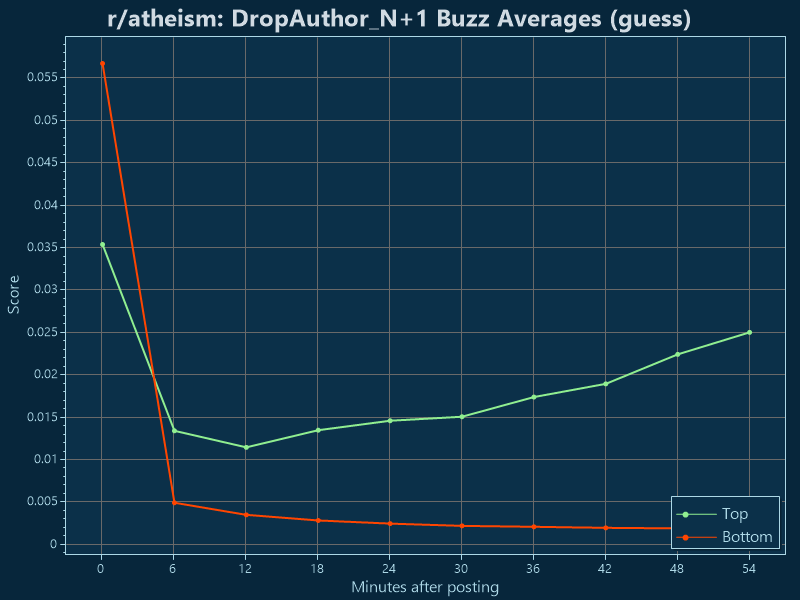 r/atheism: DropAuthor_N+1 Buzz Averages (guess)
0.055
0.05
0.045
0.04
0.035
0.03
0.025
0.02
0.015
0.01
0.005
0
Score
0 6 12 18 24 30 36 42 48 54
Minutes after posting
Top
Bottom